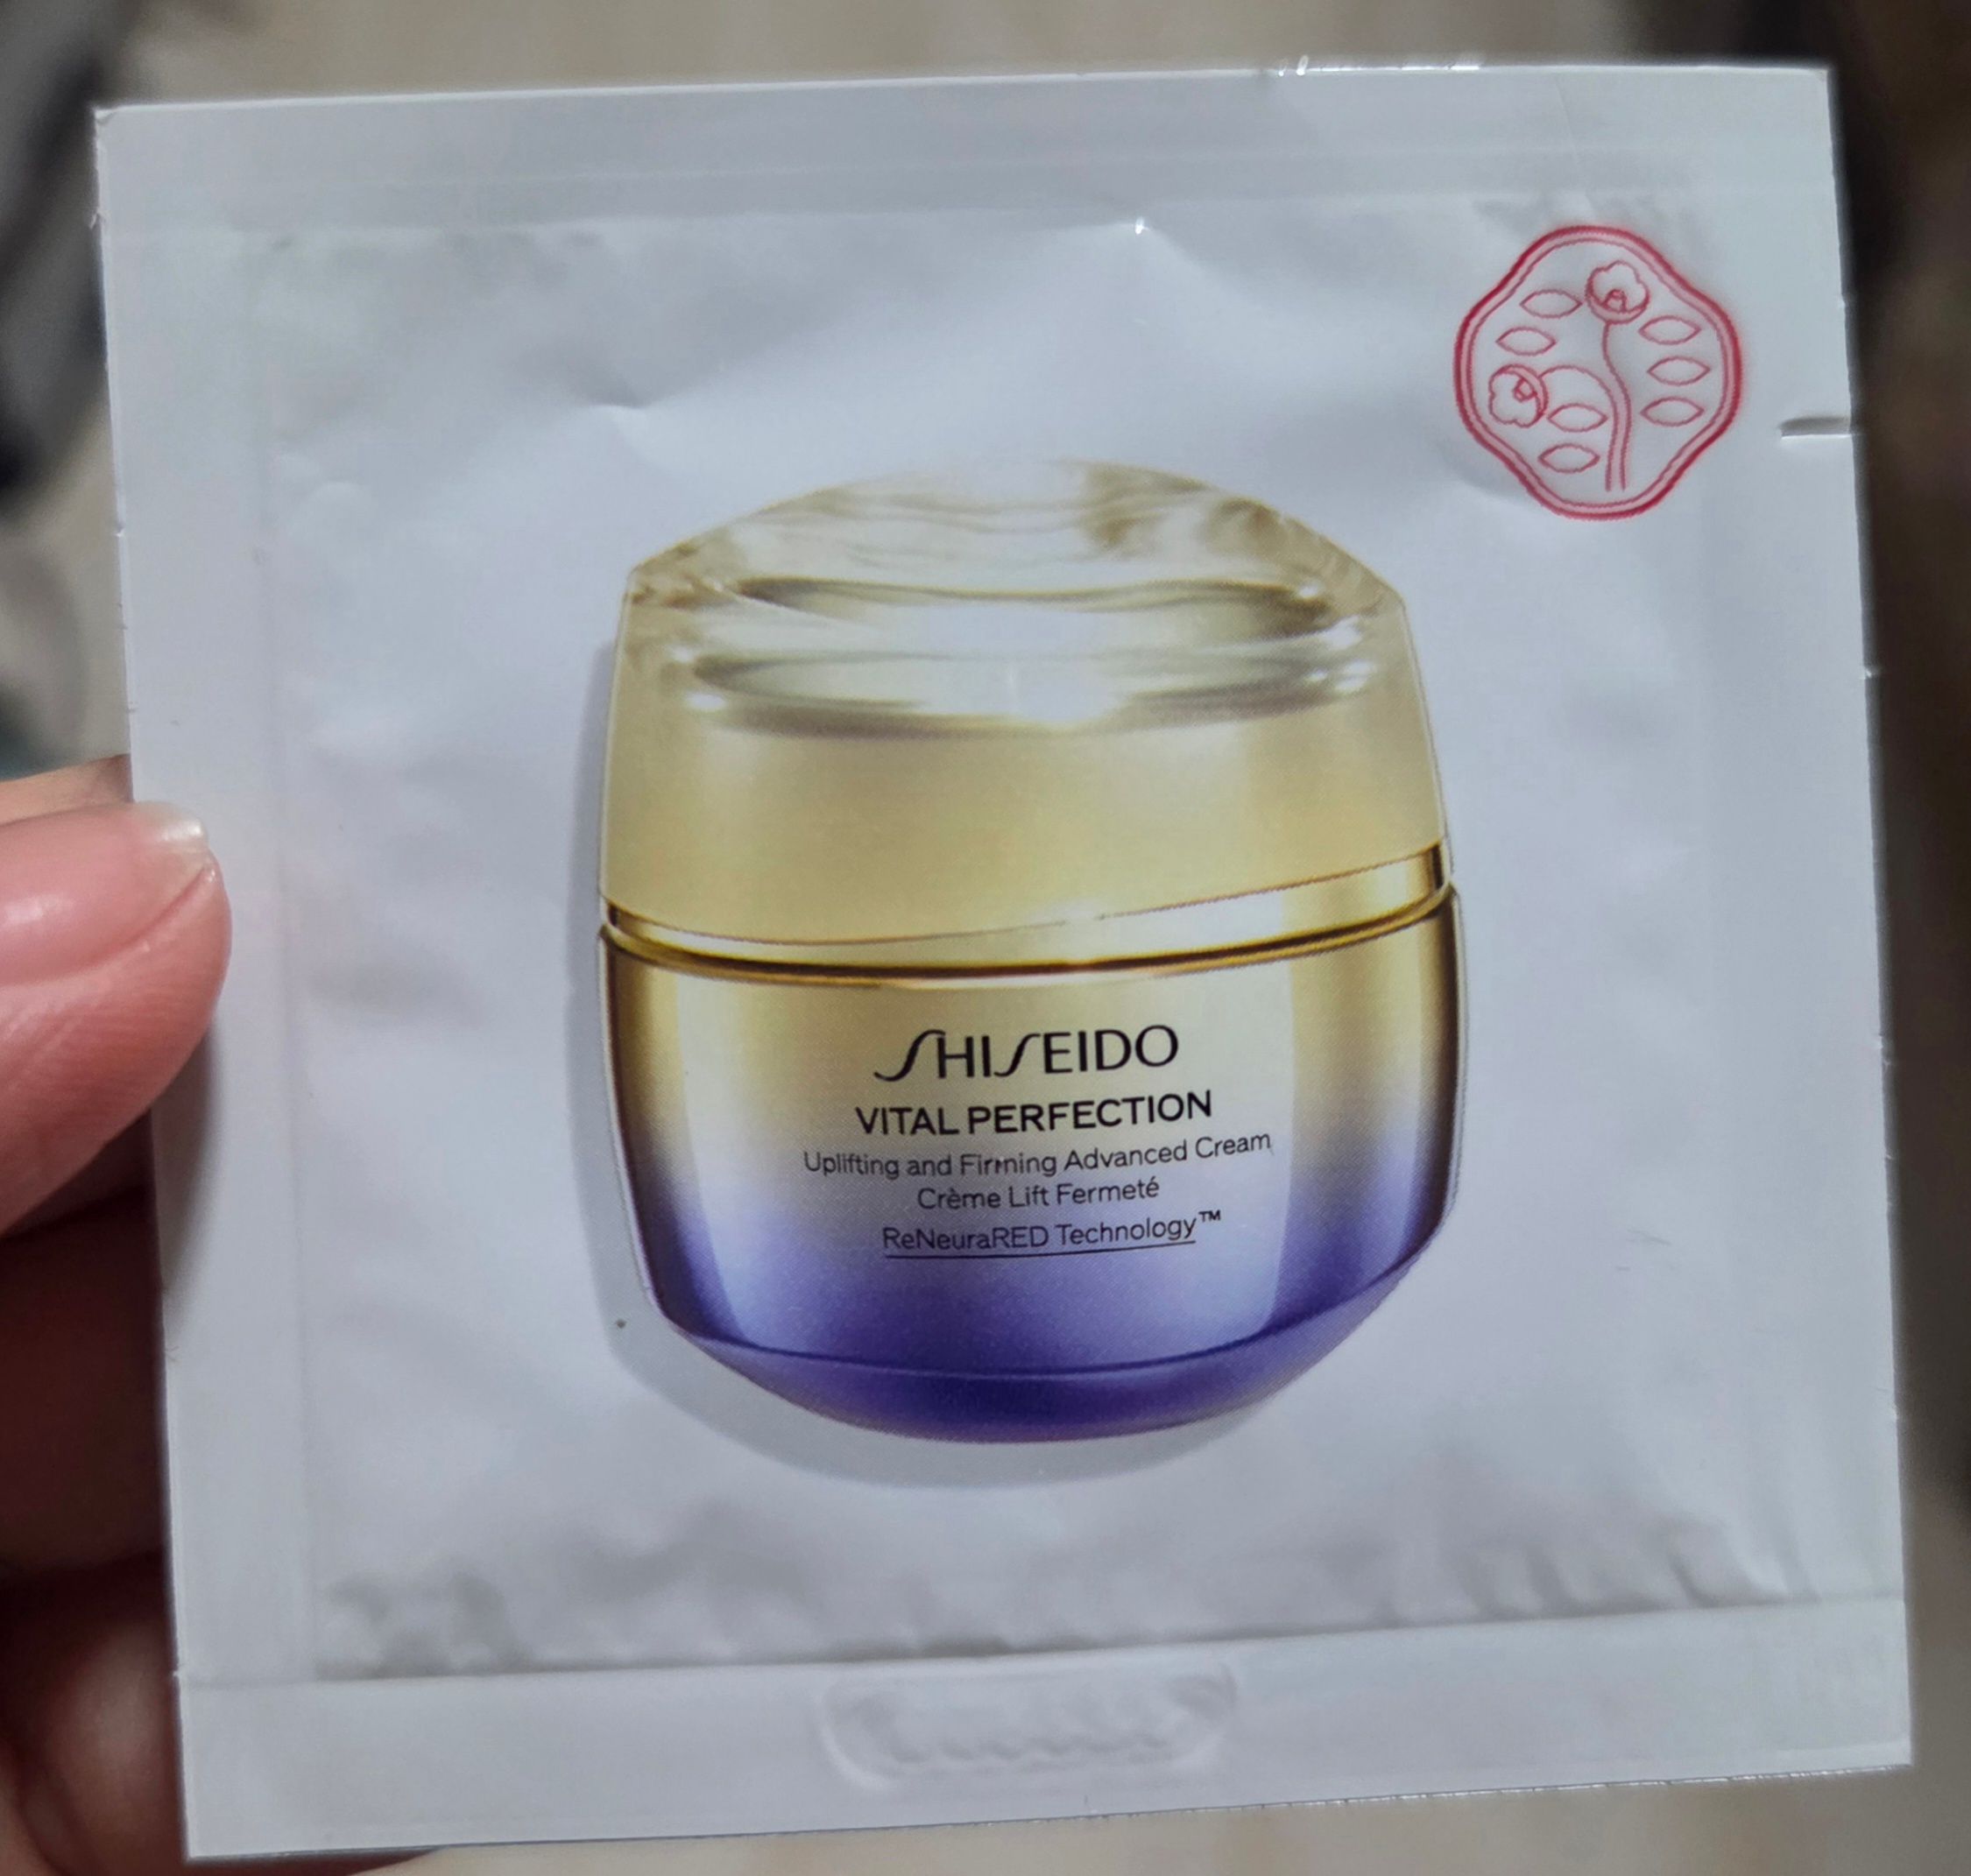 SHISEIDO
VITAL PERFECTION
Uplifting and Firming Advanced Cream
Crème Lift Fermeté
ReNeuraRED Technology™